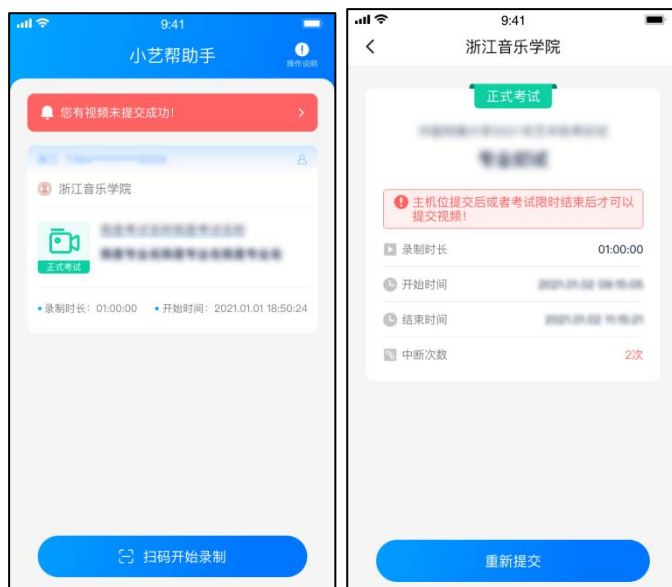 9:41
小艺帮助手
操作说明
您有视频未提交成功!
浙江音乐学院
正式考试
•录制时长: 01:00:00 •开始时间: 2021.01.01 18:50:24
扫码开始录制
9:41
浙江音乐学院
正式考试
主机位提交后或者考试限时结束后才可以
提交视频!
录制时长 01:00:00
开始时间
结束时间
中断次数 2次
重新提交